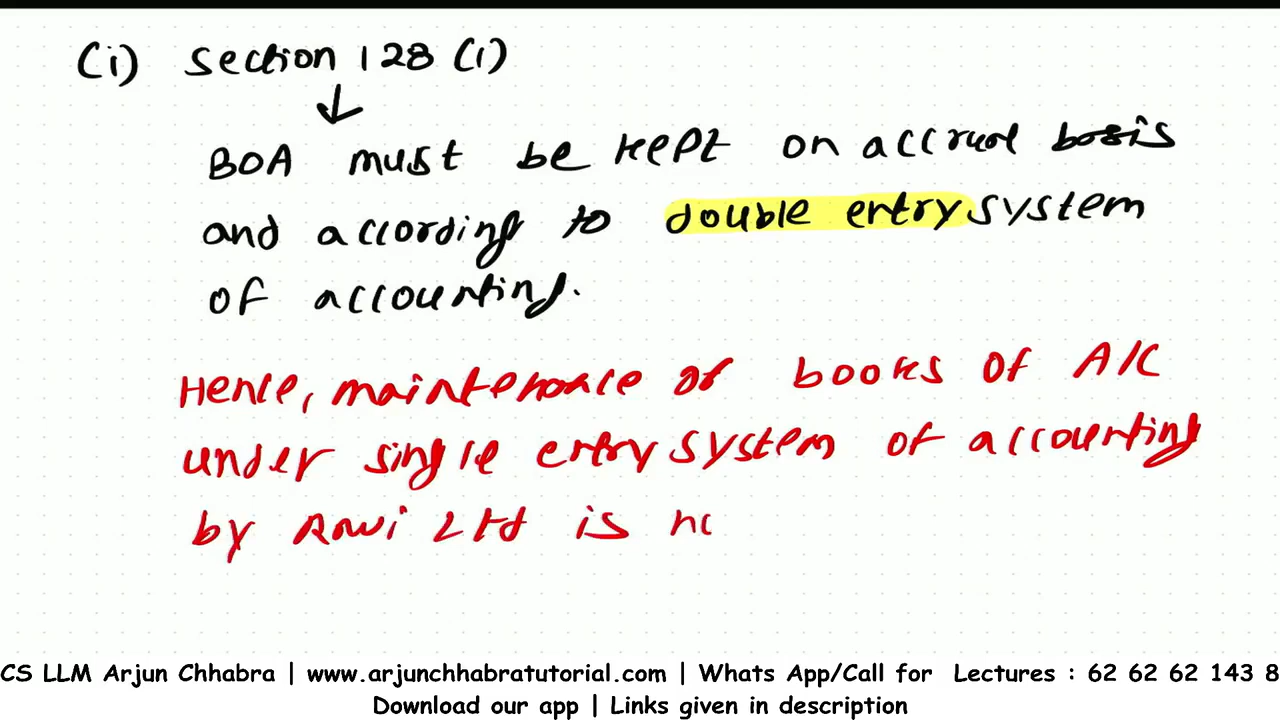 (i) Section 128 (1)
BOA must be kept on accrual basis
and according to double entry system
of accounting.
Hence, maintenance of books of A/C
under single entry system of accounting
by Ravi Ltd is no
CS LLM Arjun Chhabra | www.arjunchhabratutorial.com | Whats App/Call for Lectures : 62 62 62 143 8
Download our app | Links given in description